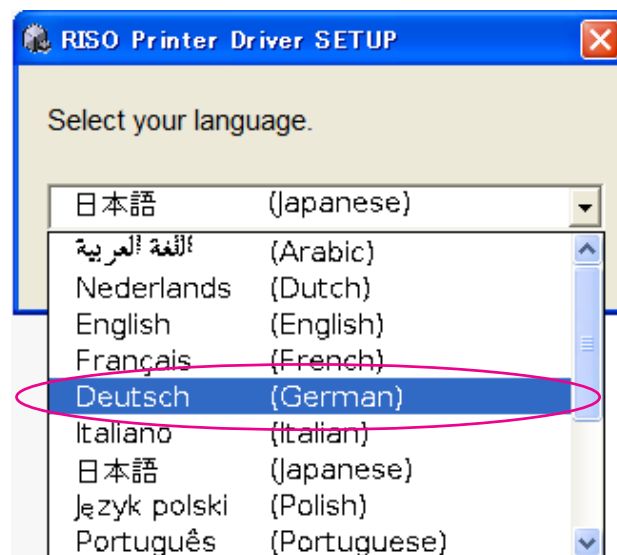 RISO Printer Driver SETUP
Select your language.
日本語 (Japanese)
اللغة العربية (Arabic)
Nederlands (Dutch)
English (English)
Français (French)
Deutsch (German)
Italiano (Italian)
日本語 (Japanese)
Język polski (Polish)
Português (Portuguese)